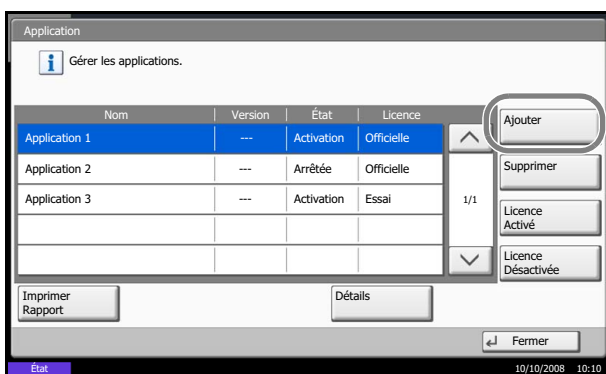 Application
Gérer les applications.
Nom Version État Licence
Application 1 --- Activation Officielle
Application 2 --- Arrêtée Officielle
Application 3 --- Activation Essai
1/1
Ajouter
Supprimer
Licence
Activé
Licence
Désactivée
Imprimer
Rapport
Détails
Fermer
État 10/10/2008 10:10